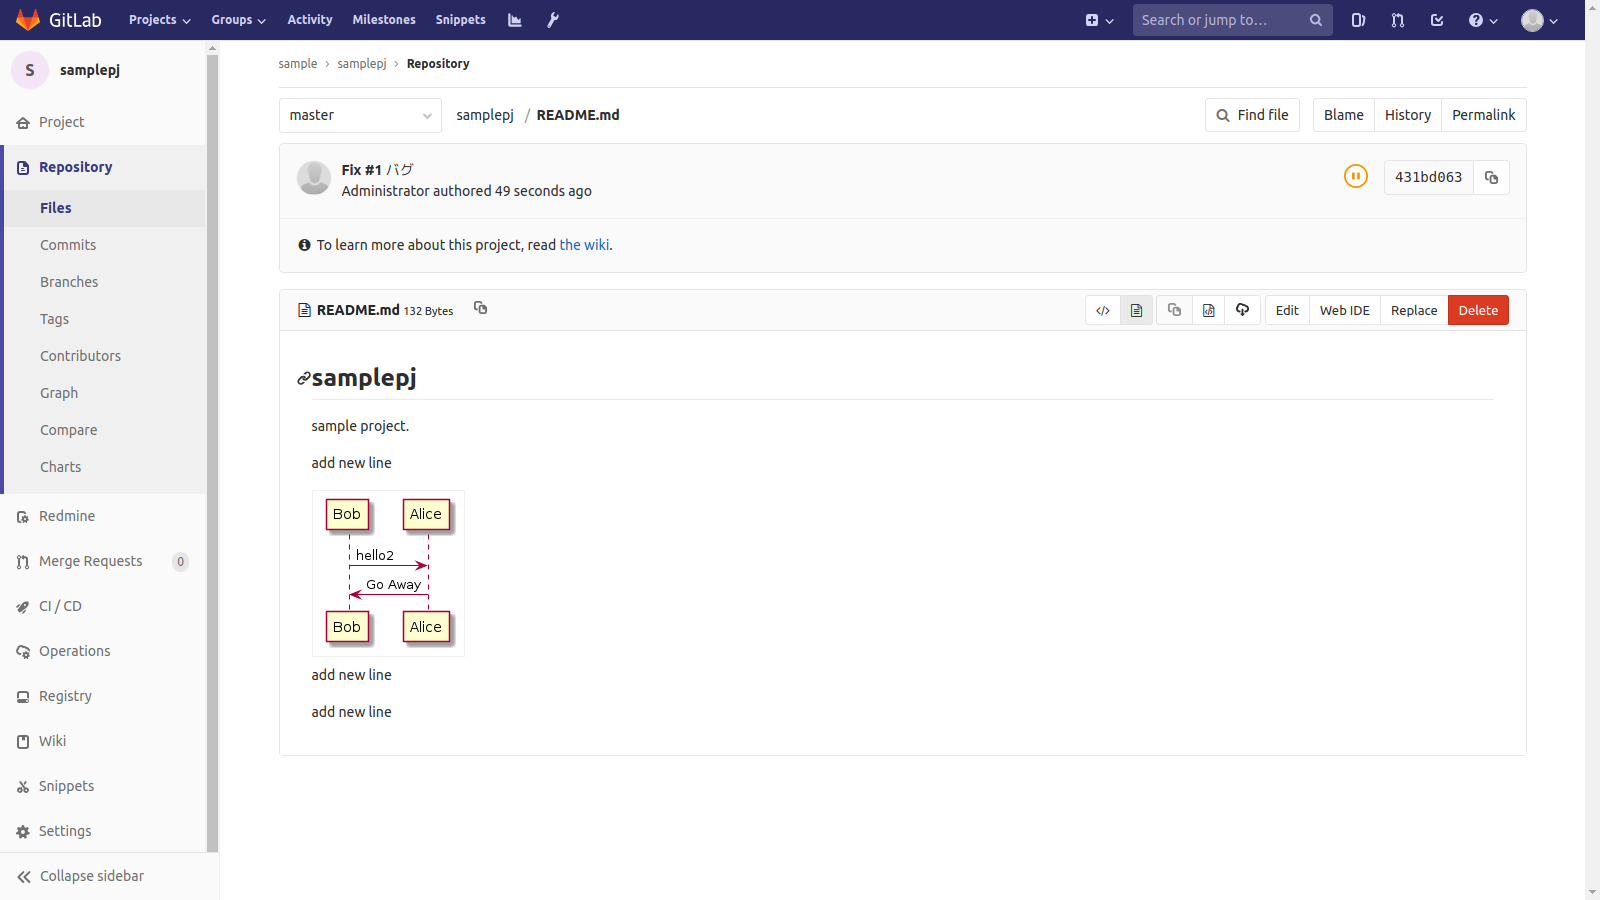 GitLab Projects Groups Activity Milestones Snippets Search or jump to...
S samplepj
Project
Repository
Files
Commits
Branches
Tags
Contributors
Graph
Compare
Charts
Redmine
Merge Requests 0
CI / CD
Operations
Registry
Wiki
Snippets
Settings
Collapse sidebar
sample › samplepj › Repository
master samplepj / README.md Find file Blame History Permalink
Fix #1 バグ
Administrator authored 49 seconds ago
431bd063
To learn more about this project, read the wiki.
README.md 132 Bytes </> Edit Web IDE Replace Delete
samplepj
sample project.
add new line
Bob Alice
hello2
Go Away
Bob Alice
add new line
add new line